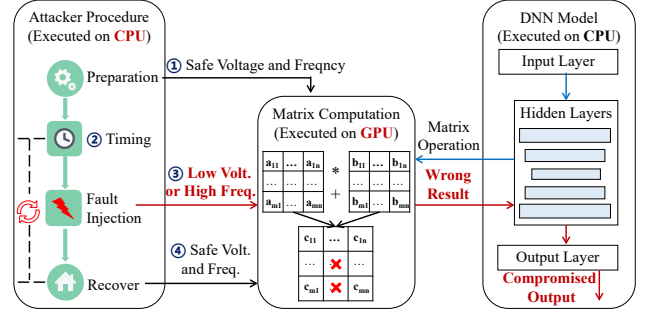 Attacker Procedure
(Executed on CPU)
Preparation
② Timing
Fault
Injection
Recover
① Safe Voltage and Freqncy
③ Low Volt.
or High Freq.
④ Safe Volt.
and Freq.
Matrix Computation
(Executed on GPU)
a11 ... a1n * b11 ... b1n
... ... + ... ...
am1 ... amn bm1 ... bmn
c11 ... c1n
... ...
cm1 cmn
Matrix
Operation
Wrong
Result
DNN Model
(Executed on CPU)
Input Layer
Hidden Layers
Output Layer
Compromised
Output